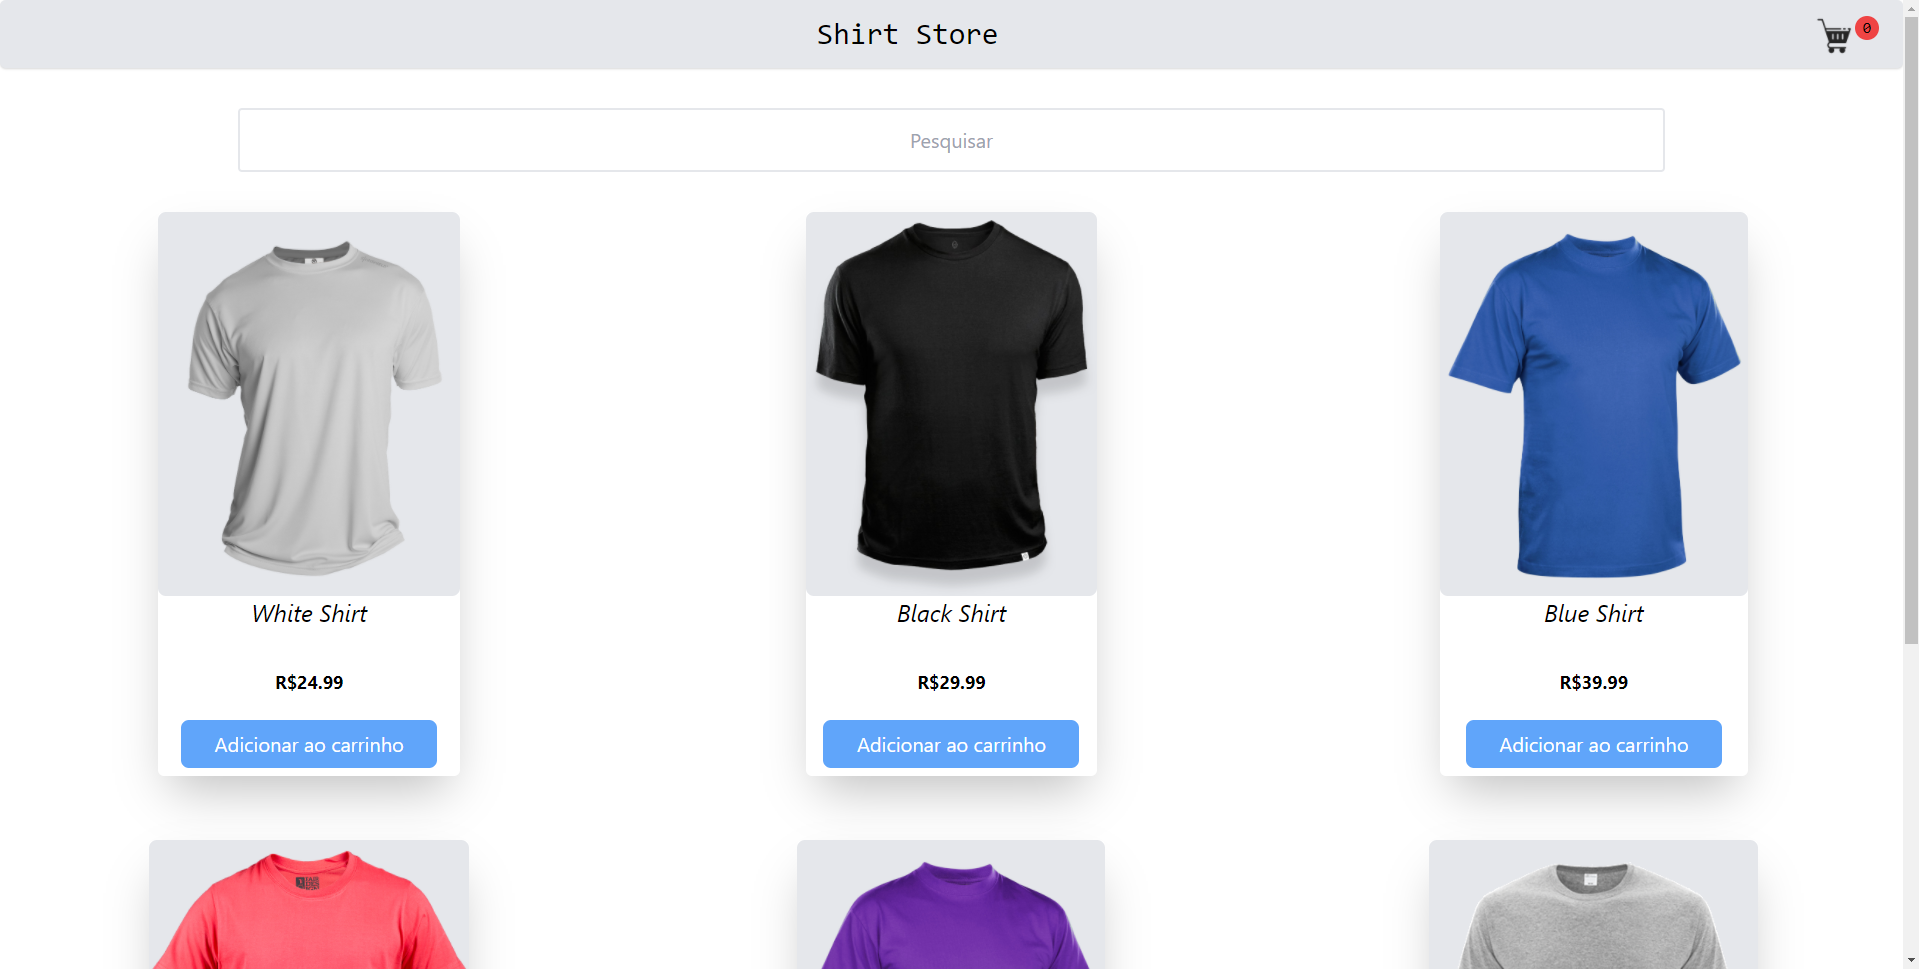 Shirt Store
0
Pesquisar
White Shirt
Black Shirt
Blue Shirt
R$24.99
R$29.99
R$39.99
Adicionar ao carrinho
Adicionar ao carrinho
Adicionar ao carrinho